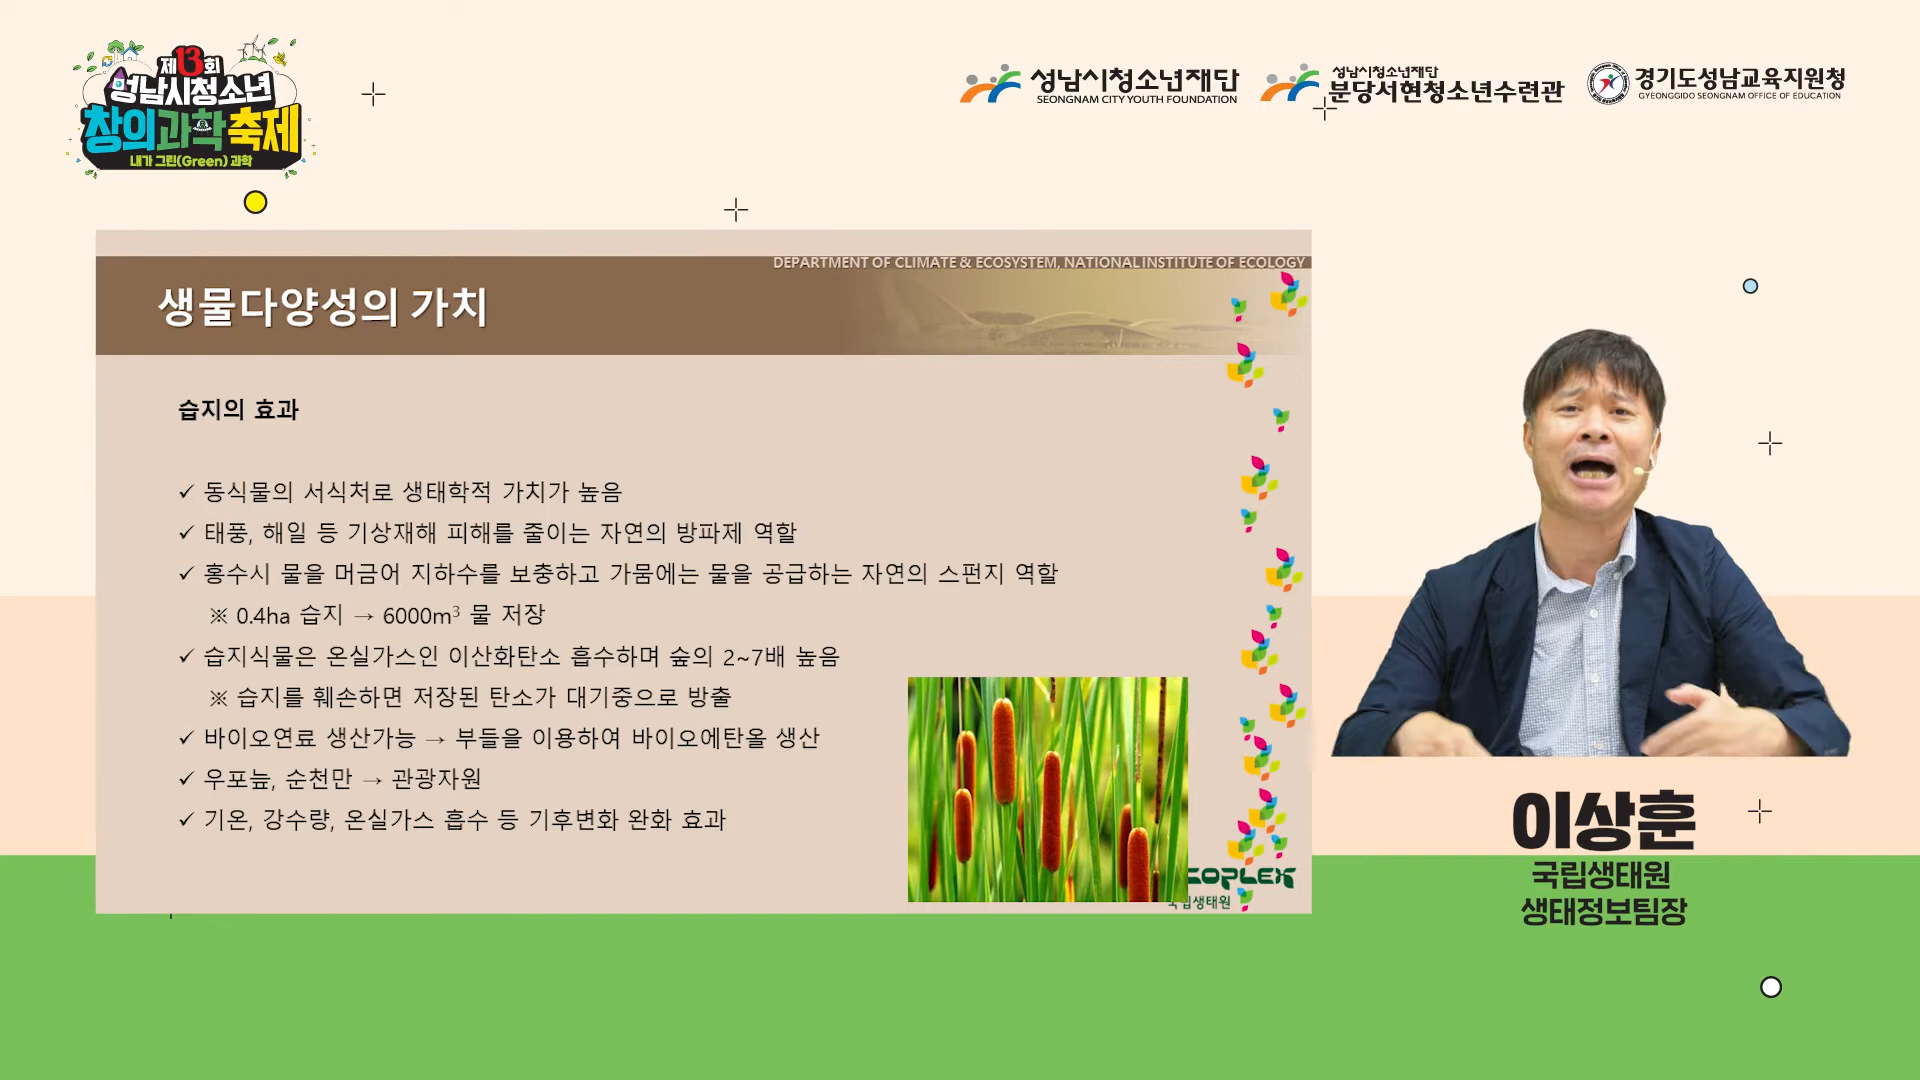 제13회
성남시청소년
창의과학축제
내가 그린(Green) 과학
성남시청소년재단
SEONGNAM CITY YOUTH FOUNDATION
성남시청소년재단
분당서현청소년수련관
경기도성남교육지원청
GYEONGGIDO SEONGNAM OFFICE OF EDUCATION
DEPARTMENT OF CLIMATE & ECOSYSTEM, NATIONAL INSTITUTE OF ECOLOGY
생물다양성의 가치
습지의 효과
✓ 동식물의 서식처로 생태학적 가치가 높음
✓ 태풍, 해일 등 기상재해 피해를 줄이는 자연의 방파제 역할
✓ 홍수시 물을 머금어 지하수를 보충하고 가뭄에는 물을 공급하는 자연의 스펀지 역할
※ 0.4ha 습지 → 6000m³ 물 저장
✓ 습지식물은 온실가스인 이산화탄소 흡수하며 숲의 2~7배 높음
※ 습지를 훼손하면 저장된 탄소가 대기중으로 방출
✓ 바이오연료 생산가능 → 부들을 이용하여 바이오에탄올 생산
✓ 우포늪, 순천만 → 관광자원
✓ 기온, 강수량, 온실가스 흡수 등 기후변화 완화 효과
COPLEX
국립생태원
이상훈
국립생태원
생태정보팀장